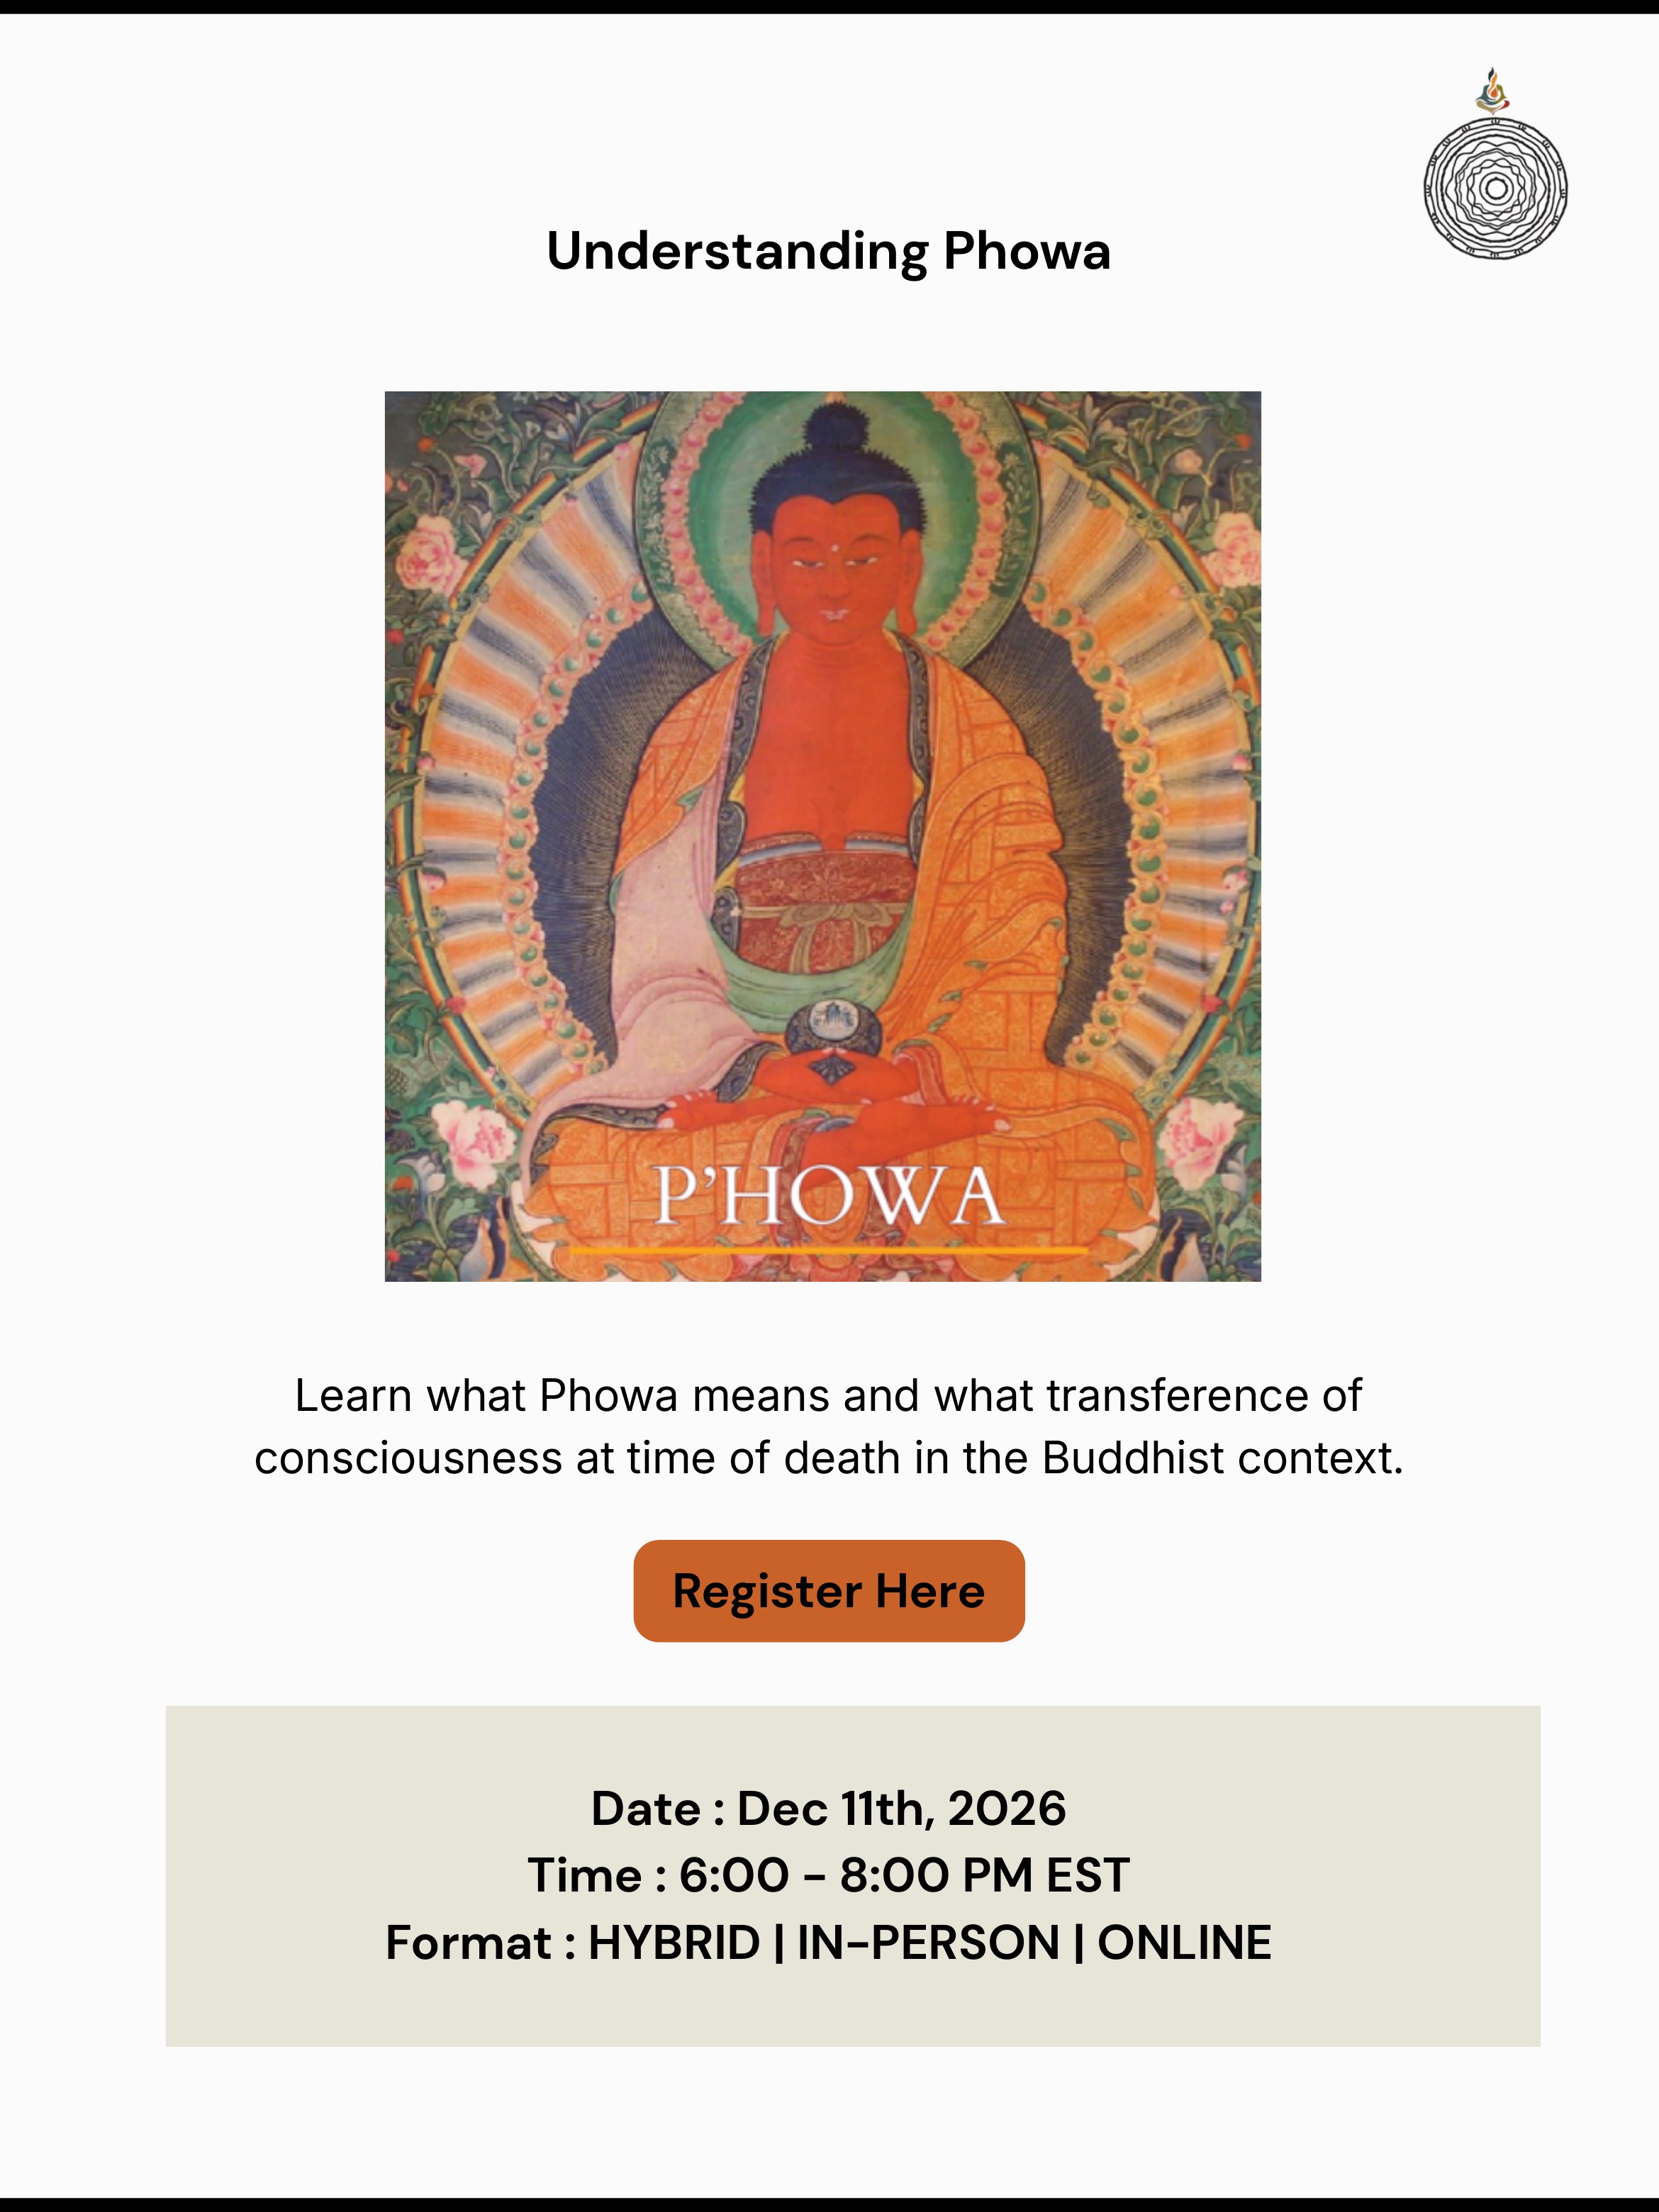 Understanding Phowa
P’HOWA
Learn what Phowa means and what transference of
consciousness at time of death in the Buddhist context.
Register Here
Date : Dec 11th, 2026
Time : 6:00 - 8:00 PM EST
Format : HYBRID | IN-PERSON | ONLINE